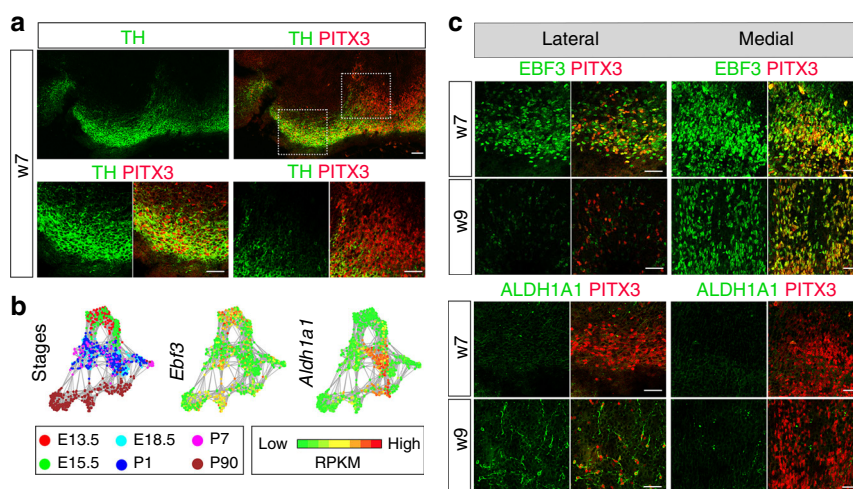 a
TH
TH PITX3
w7
TH PITX3
TH PITX3
b
Stages
Ebf3
Aldh1a1
E13.5
E18.5
P7
E15.5
P1
P90
Low
High
RPKM
c
Lateral
Medial
EBF3 PITX3
EBF3 PITX3
w7
w9
ALDH1A1 PITX3
ALDH1A1 PITX3
w7
w9